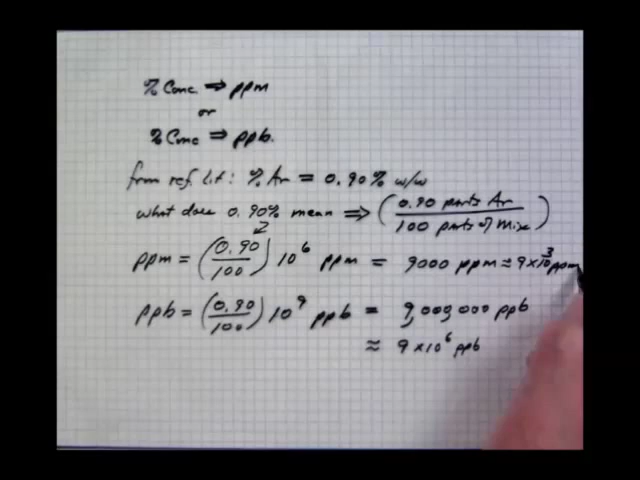 % Conc ⇒ ppm
or
% Conc ⇒ ppb.
from ref. Lit: % Ar = 0.90% w/w
what does 0.90% mean ⇒ (0.90 parts Ar / 100 parts of Mix)
ppm = (0.90/100) 10^6 ppm = 9000 ppm ≈ 9×10^3 ppm
ppb = (0.90/100) 10^9 ppb = 9,000,000 ppb
≈ 9×10^6 ppb